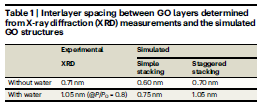 Table 1 | Interlayer spacing between GO layers determined
from X-ray diffraction (XRD) measurements and the simulated
GO structures
Experimental Simulated
XRD Simple stacking Staggered stacking
Without water 0.71 nm 0.60 nm 0.70 nm
With water 1.05 nm (@P/P₀ = 0.8) 0.75 nm 1.05 nm